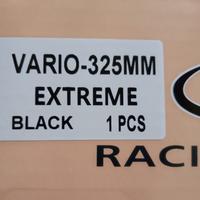 VARIO-325MM
EXTREME
BLACK 1 PCS
RACI